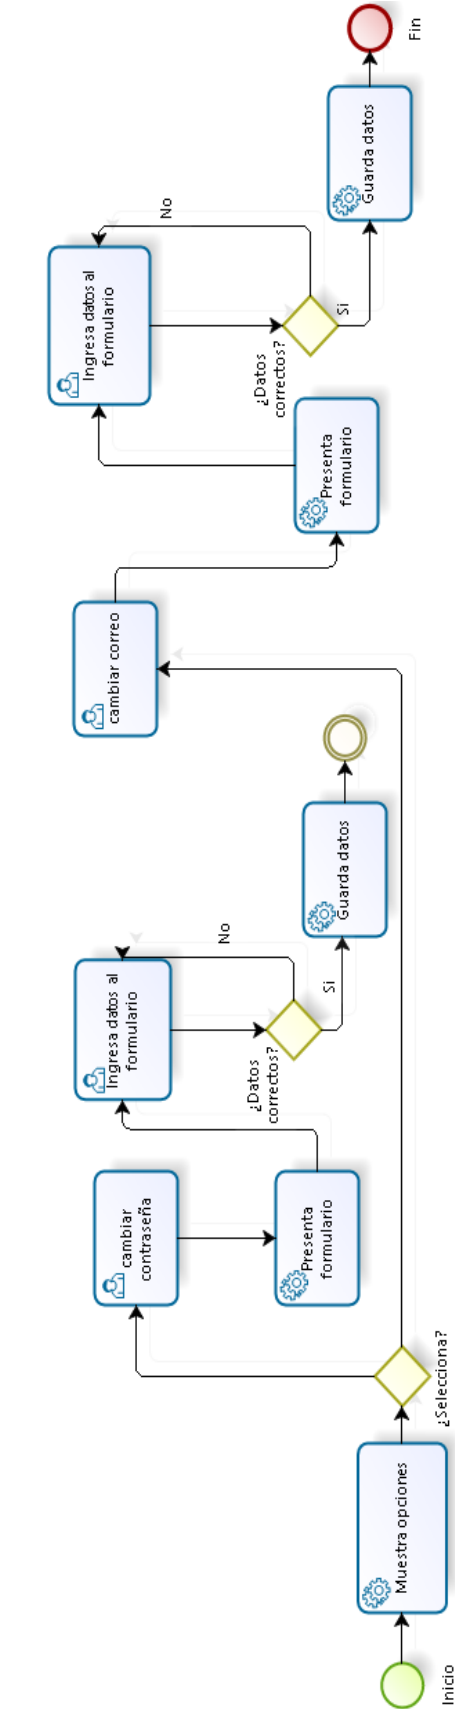 Inicio
Muestra opciones
¿Selecciona?
cambiar
contraseña
Presenta
formulario
Ingresa datos al
formulario
¿Datos
correctos?
No
Si
Guarda datos
cambiar correo
Presenta
formulario
Ingresa datos al
formulario
¿Datos
correctos?
No
Si
Guarda datos
Fin